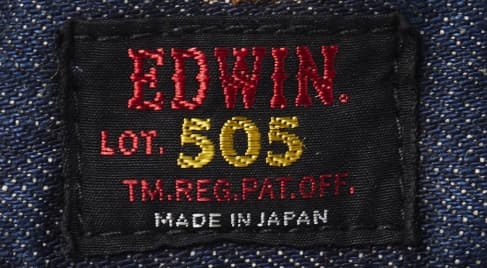 EDWIN.
LOT. 505
TM.REG.PAT.OFF.
MADE IN JAPAN